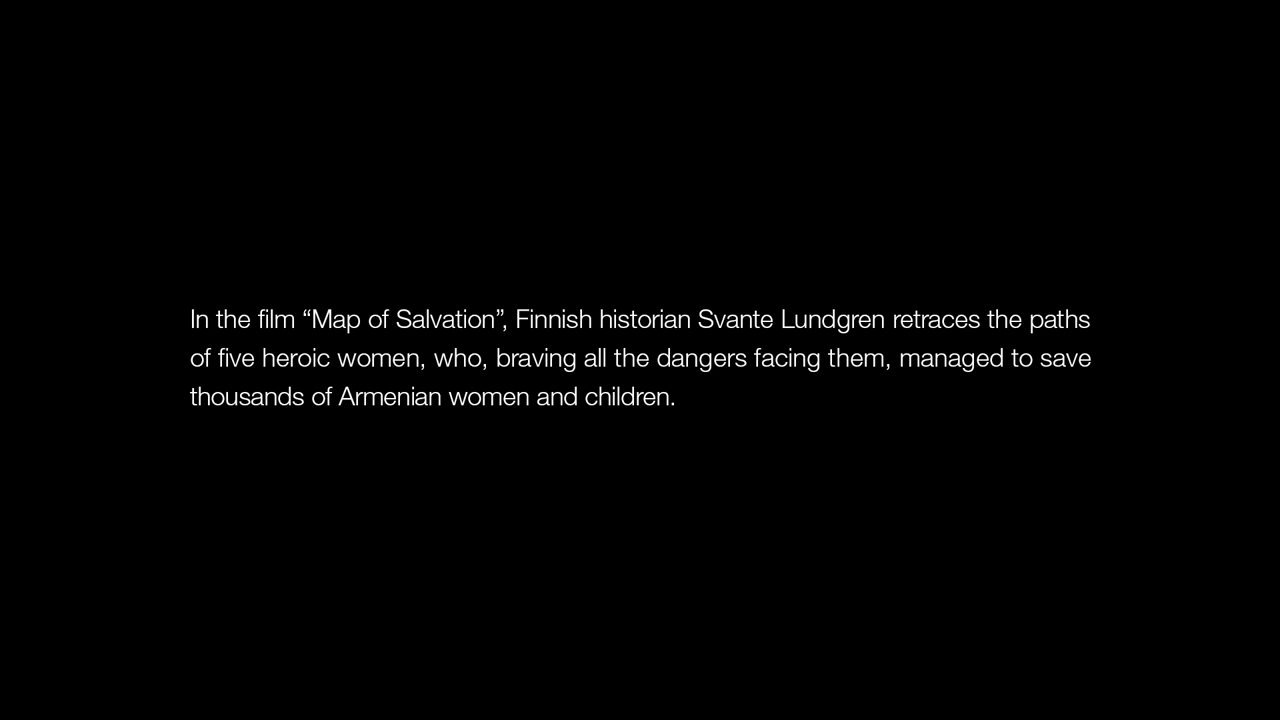 In the film “Map of Salvation”, Finnish historian Svante Lundgren retraces the paths
of five heroic women, who, braving all the dangers facing them, managed to save
thousands of Armenian women and children.